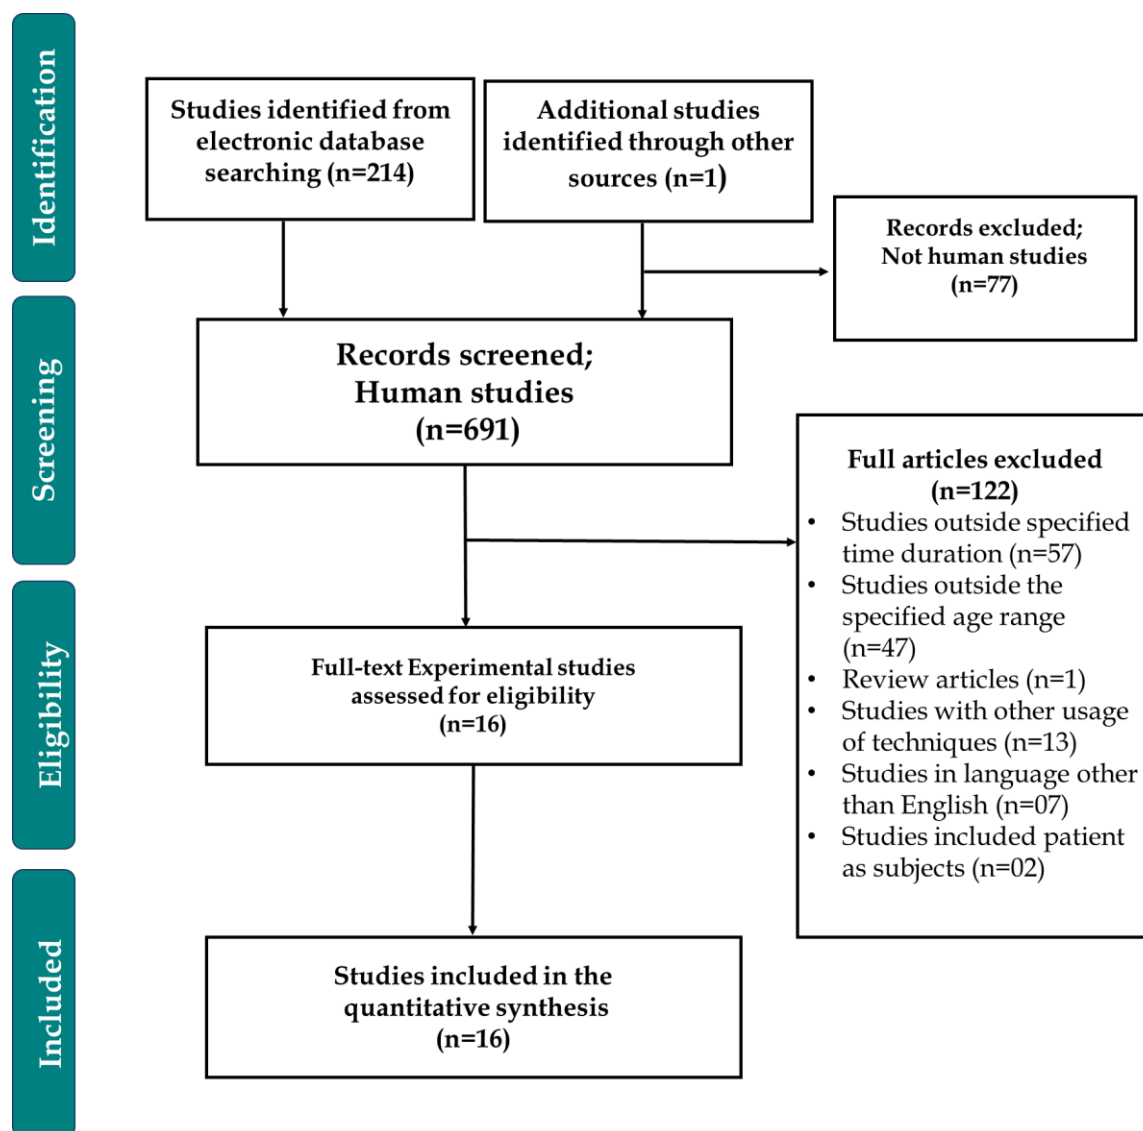 Identification
Studies identified from
electronic database
searching (n=214)
Additional studies
identified through other
sources (n=1)
Records excluded;
Not human studies
(n=77)
Screening
Records screened;
Human studies
(n=691)
Full articles excluded
(n=122)
• Studies outside specified
time duration (n=57)
• Studies outside the
specified age range
(n=47)
• Review articles (n=1)
• Studies with other usage
of techniques (n=13)
• Studies in language other
than English (n=07)
• Studies included patient
as subjects (n=02)
Eligibility
Full-text Experimental studies
assessed for eligibility
(n=16)
Included
Studies included in the
quantitative synthesis
(n=16)